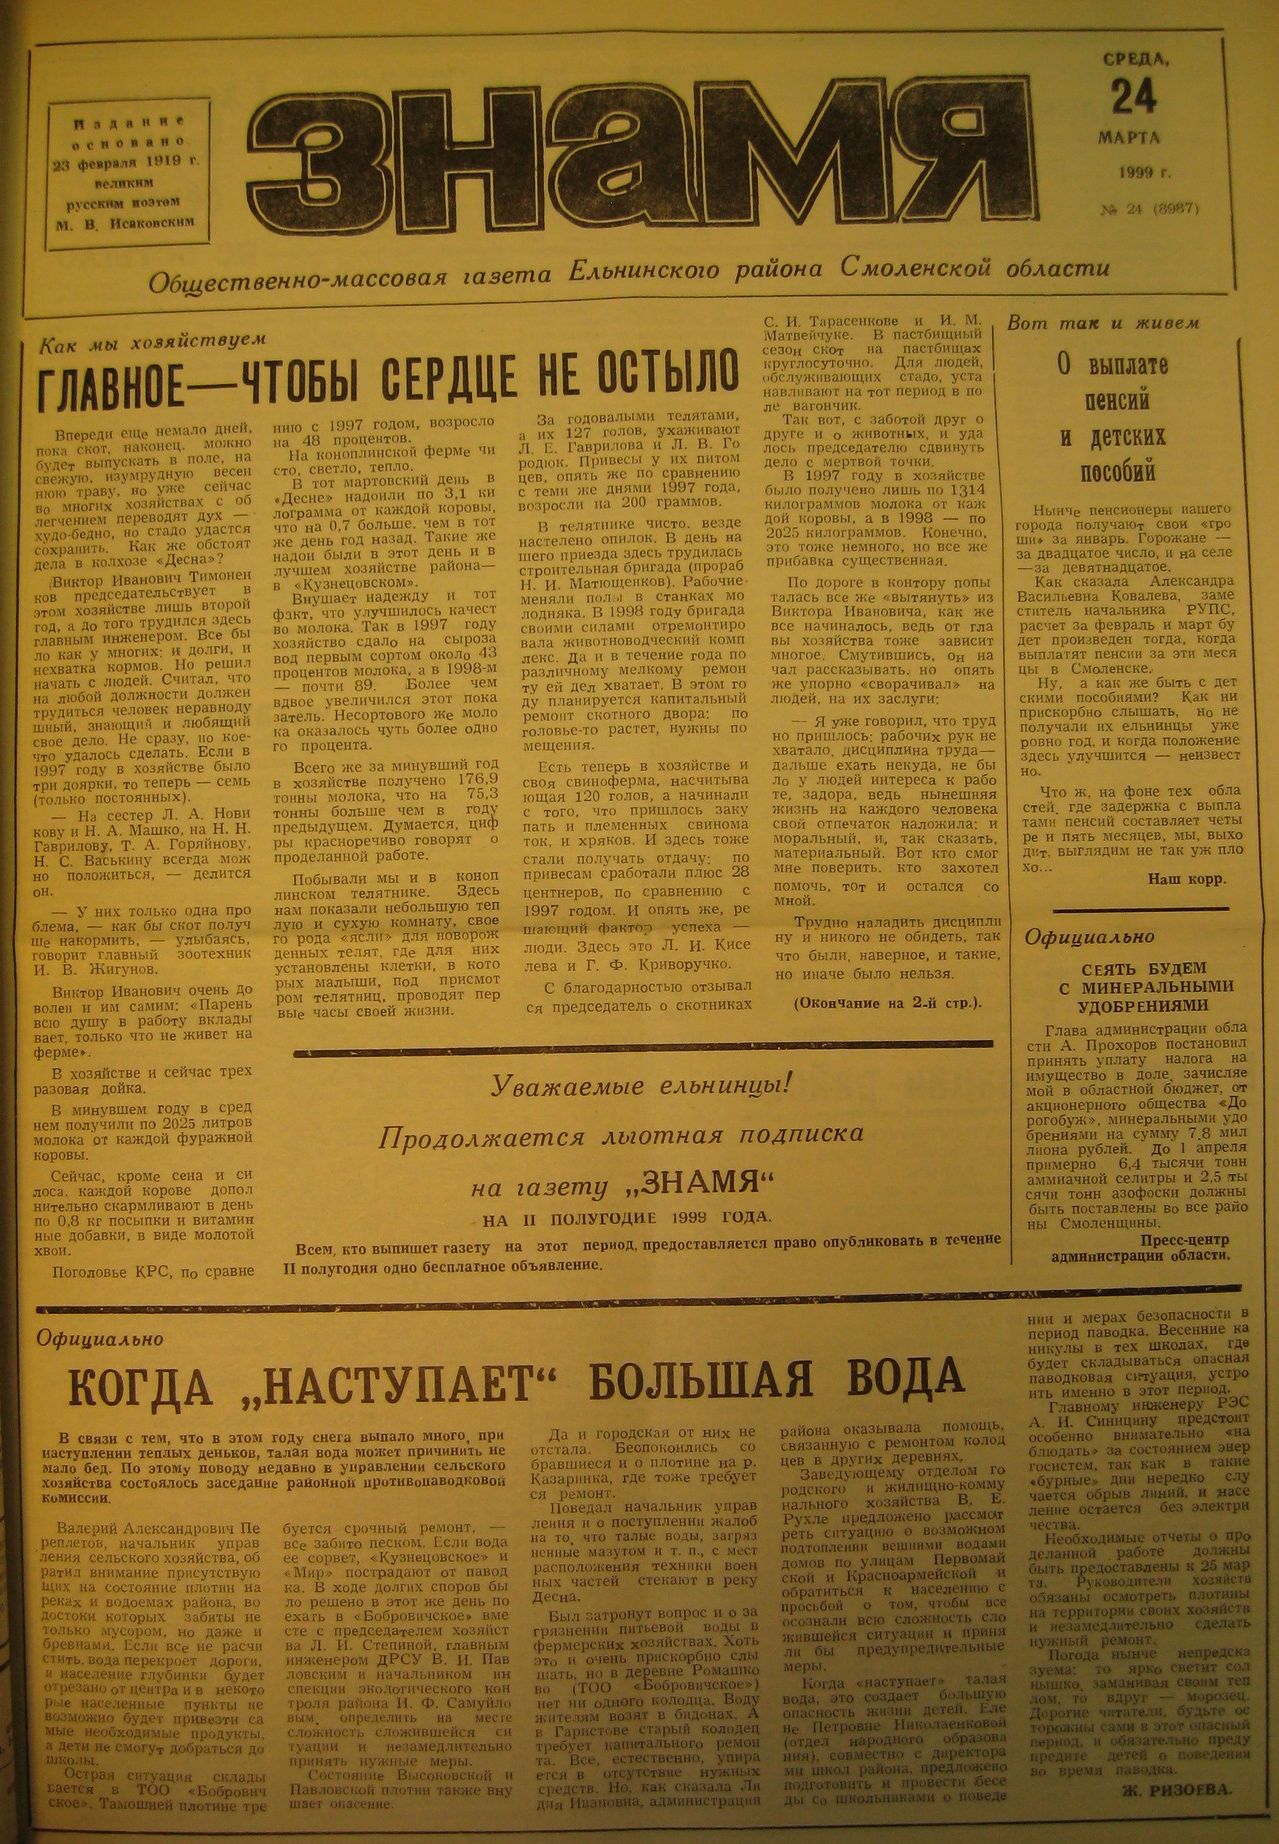 Издание
основано
23 февраля 1919 г.
великим
русским поэтом
М. В. Исаковским
ЗНАМЯ
СРЕДА,
24
МАРТА
1999 г.
№ 24 (8987)
Общественно-массовая газета Ельнинского района Смоленской области
Как мы хозяйствуем
ГЛАВНОЕ—ЧТОБЫ СЕРДЦЕ НЕ ОСТЫЛО
Впереди еще немало дней,
пока скот, наконец, можно
будет выпускать в поле, на
свежую, изумрудную весен
нюю траву, но уже сейчас
во многих хозяйствах с об
легчением переводят дух —
худо-бедно, но стадо удастся
сохранить. Как же обстоят
дела в колхозе «Десна»?
Виктор Иванович Тимонен
ков председательствует в
этом хозяйстве лишь второй
год, а до того трудился здесь
главным инженером. Все бы
ло как у многих: и долги, и
нехватка кормов. Но решил
начать с людей. Считал, что
на любой должности должен
трудиться человек неравноду
шный, знающий и любящий
свое дело. Не сразу, но кое-
что удалось сделать. Если в
1997 году в хозяйстве было
три доярки, то теперь — семь
(только постоянных).
— На сестер Л. А. Нови
кову и Н. А. Машко, на Н. Н.
Гаврилову, Т. А. Горяйнову,
Н. С. Васькину всегда мож
но положиться, — делится
он.
— У них только одна про
блема, — как бы скот получ
ше накормить, — улыбаясь,
говорит главный зоотехник
И. В. Жигунов.
Виктор Иванович очень до
волен и им самим: «Парень
всю душу в работу вклады
вает, только что не живет на
ферме».
В хозяйстве и сейчас трех
разовая дойка.
В минувшем году в сред
нем получили по 2025 литров
молока от каждой фуражной
коровы.
Сейчас, кроме сена и си
лоса, каждой корове допол
нительно скармливают в день
по 0,8 кг посыпки и витамин
ные добавки, в виде молотой
хвои.
Поголовье КРС, по сравне
нию с 1997 годом, возросло
на 48 процентов.
На коноплинской ферме чи
сто, светло, тепло.
В тот мартовский день в
«Десне» надоили по 3,1 ки
лограмма от каждой коровы,
что на 0,7 больше, чем в тот
же день год назад. Такие же
надои были в этот день и в
лучшем хозяйстве района—
в «Кузнецовском».
Внушает надежду и тот
факт, что улучшилось качест
во молока. Так в 1997 году
хозяйство сдало на сыроза
вод первым сортом около 43
процентов молока, а в 1998-м
— почти 89. Более чем
вдвое увеличился этот пока
затель. Несортового же моло
ка оказалось чуть более одно
го процента.
Всего же за минувший год
в хозяйстве получено 176,9
тонны молока, что на 75,3
тонны больше чем в году
предыдущем. Думается, циф
ры красноречиво говорят о
проделанной работе.
Побывали мы и в коноп
линском телятнике. Здесь
нам показали небольшую теп
лую и сухую комнату, свое
го рода «ясли» для новорож
денных телят, где для них
установлены клетки, в кото
рых малыши, под присмот
ром телятниц, проводят пер
вые часы своей жизни.
За годовалыми телятами,
а их 127 голов, ухаживают
Л. Е. Гаврилова и Л. В. Го
родюк. Привесы у их питом
цев, опять же по сравнению
с теми же днями 1997 года,
возросли на 200 граммов.
В телятнике чисто, везде
настелено опилок. В день на
шего приезда здесь трудилась
строительная бригада (прораб
Н. И. Матющенков). Рабочие
меняли полы в станках мо
лодняка. В 1998 году бригада
своими силами отремонтиро
вала животноводческий комп
лекс. Да и в течение года по
различному мелкому ремон
ту ей дел хватает. В этом го
ду планируется капитальный
ремонт скотного двора: по
головье-то растет, нужны по
мещения.
Есть теперь в хозяйстве и
своя свиноферма, насчитыва
ющая 120 голов, а начинали
с того, что пришлось заку
пать и племенных свинома
ток, и хряков. И здесь тоже
стали получать отдачу: по
привесам сработали плюс 28
центнеров, по сравнению с
1997 годом. И опять же, ре
шающий фактор успеха —
люди. Здесь это Л. И. Кисе
лева и Г. Ф. Криворучко.
С благодарностью отзывал
ся председатель о скотниках
С. И. Тарасенкове и И. М.
Матвейчуке. В пастбищный
сезон скот на пастбищах
круглосуточно. Для людей,
обслуживающих стадо, уста
навливают на тот период в по
ле вагончик.
Так вот, с заботой друг о
друге и о животных, и уда
лось председателю сдвинуть
дело с мертвой точки.
В 1997 году в хозяйстве
было получено лишь по 1314
килограммов молока от каж
дой коровы, а в 1998 — по
2025 килограммов. Конечно,
это тоже немного, но все же
прибавка существенная.
По дороге в контору попы
талась все же «вытянуть» из
Виктора Ивановича, как же
все начиналось, ведь от гла
вы хозяйства тоже зависит
многое. Смутившись, он на
чал рассказывать, но опять
же упорно «сворачивал» на
людей, на их заслуги:
— Я уже говорил, что труд
но пришлось: рабочих рук не
хватало, дисциплина труда—
дальше ехать некуда, не бы
ло у людей интереса к рабо
те, задора, ведь нынешняя
жизнь на каждого человека
свой отпечаток наложила: и
моральный, и, так сказать,
материальный. Вот кто смог
мне поверить, кто захотел
помочь, тот и остался со
мной.
Трудно наладить дисципли
ну и никого не обидеть, так
что были, наверное, и такие,
но иначе было нельзя.
(Окончание на 2-й стр.).
Вот так и живем
О выплате
пенсий
и детских
пособий
Нынче пенсионеры нашего
города получают свои «гро
ши» за январь. Горожане —
за двадцатое число, и на селе
—за девятнадцатое.
Как сказала Александра
Васильевна Ковалева, заме
ститель начальника РУПС,
расчет за февраль и март бу
дет произведен тогда, когда
выплатят пенсии за эти меся
цы в Смоленске.
Ну, а как же быть с дет
скими пособиями? Как ни
прискорбно слышать, но не
получали их ельнинцы уже
ровно год, и когда положение
здесь улучшится — неизвест
но.
Что ж, на фоне тех обла
стей, где задержка с выпла
тами пенсий составляет четы
ре и пять месяцев, мы, выхо
дит, выглядим не так уж пло
хо...
Наш корр.
Официально
СЕЯТЬ БУДЕМ
С МИНЕРАЛЬНЫМИ
УДОБРЕНИЯМИ
Глава администрации обла
сти А. Прохоров постановил
принять уплату налога на
имущество в доле, зачисляе
мой в областной бюджет, от
акционерного общества «До
рогобуж», минеральными удо
брениями на сумму 7,8 мил
лиона рублей. До 1 апреля
примерно 6,4 тысячи тонн
аммиачной селитры и 2,5 ты
сячи тонн азофоски должны
быть поставлены во все райо
ны Смоленщины.
Пресс-центр
администрации области.
Уважаемые ельнинцы!
Продолжается льготная подписка
на газету „ЗНАМЯ“
НА II ПОЛУГОДИЕ 1999 ГОДА.
Всем, кто выпишет газету на этот период, предоставляется право опубликовать в течение
II полугодия одно бесплатное объявление.
Официально
КОГДА „НАСТУПАЕТ“ БОЛЬШАЯ ВОДА
В связи с тем, что в этом году снега выпало много, при
наступлении теплых деньков, талая вода может причинить не
мало бед. По этому поводу недавно в управлении сельского
хозяйства состоялось заседание районной противопаводковой
комиссии.
Валерий Александрович Пе
реплетов, начальник управ
ления сельского хозяйства, об
ратил внимание присутствую
щих на состояние плотин на
реках и водоемах района, во
достоки которых забиты не
только мусором, но даже и
бревнами. Если все не расчи
стить, вода перекроет дороги,
и население глубинки будет
отрезано от центра и в некото
рые населенные пункты не
возможно будет привезти са
мые необходимые продукты,
а дети не смогут добраться до
школы.
Острая ситуация склады
вается в ТОО «Бобрович
ское». Тамошней плотине тре
буется срочный ремонт, —
все забито песком. Если вода
ее сорвет, «Кузнецовское» и
«Мир» пострадают от павод
ка. В ходе долгих споров бы
ло решено в этот же день по
ехать в «Бобровичское» вме
сте с председателем хозяйст
ва Л. И. Степиной, главным
инженером ДРСУ В. И. Пав
ловским и начальником ин
спекции экологического кон
троля района И. Ф. Самуйло
вым, определить на месте
сложность сложившейся си
туации и незамедлительно
принять нужные меры.
Состояние Высоковской и
Павловской плотин также вну
шает опасение.
Да и городская от них не
отстала. Беспокоились со
бравшиеся и о плотине на р.
Казаринка, где тоже требует
ся ремонт.
Поведал начальник управ
ления и о поступлении жалоб
на то, что талые воды, загряз
ненные мазутом и т. п., с мест
расположения техники воен
ных частей стекают в реку
Десна.
Был затронут вопрос и о за
грязнении питьевой воды в
фермерских хозяйствах. Хоть
это и очень прискорбно слы
шать, но в деревне Ромашко
во (ТОО «Бобровичское»)
нет ни одного колодца. Воду
жителям возят в бидонах. А
в Гаристове старый колодец
требует капитального ремон
та. Все, естественно, упира
ется в отсутствие нужных
средств. Но, как сказала Ли
дия Ивановна, администрация
района оказывала помощь,
связанную с ремонтом колод
цев в других деревнях.
Заведующему отделом го
родского и жилищно-комму
нального хозяйства В. Е.
Рухле предложено рассмот
реть ситуацию о возможном
подтоплении вешними водами
домов по улицам Первомай
ской и Красноармейской и
обратиться к населению с
просьбой о том, чтобы все
осознали всю сложность сло
жившейся ситуации и приня
ли бы предупредительные
меры.
Когда «наступает» талая
вода, это создает большую
опасность жизни детей. Еле
не Петровне Николаенковой
(отдел народного образова
ния), совместно с директора
ми школ района, предложено
подготовить и провести бесе
ды со школьниками о поведе
нии и мерах безопасности в
период паводка. Весенние ка
никулы в тех школах, где
будет складываться опасная
паводковая ситуация, устро
ить именно в этот период.
Главному инженеру РЭС
А. И. Синицину предстоит
особенно внимательно «на
блюдать» за состоянием энер
госистем, так как в такие
«бурные» дни нередко слу
чается обрыв линий, и насе
ление остается без электри
чества.
Необходимые отчеты о про
деланной работе должны
быть предоставлены к 25 мар
та. Руководители хозяйств
обязаны осмотреть плотины
на территории своих хозяйств
и незамедлительно сделать
нужный ремонт.
Погода нынче непредска
зуема: то ярко светит сол
нышко, заманивая своим теп
лом, то вдруг — морозец.
Дорогие читатели, будьте ос
торожны сами в этот опасный
период, и обязательно преду
предите детей о поведении
во время паводка.
Ж. РИЗОЕВА.